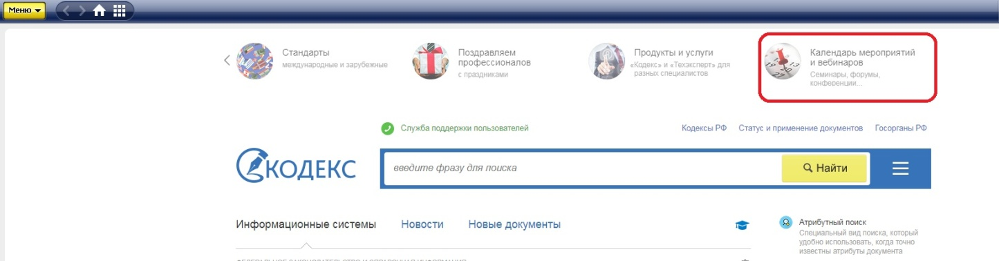 Меню
Стандарты
международные и зарубежные
Поздравляем
профессионалов
с праздниками
Продукты и услуги
«Кодекс» и «Техэксперт» для
разных специалистов
Календарь мероприятий
и вебинаров
Семинары, форумы,
конференции...
Служба поддержки пользователей
Кодексы РФ Статус и применение документов Госорганы РФ
КОДЕКС
введите фразу для поиска
Найти
Информационные системы Новости Новые документы
Атрибутный поиск
Специальный вид поиска, который
удобно использовать, когда точно
известны атрибуты документа